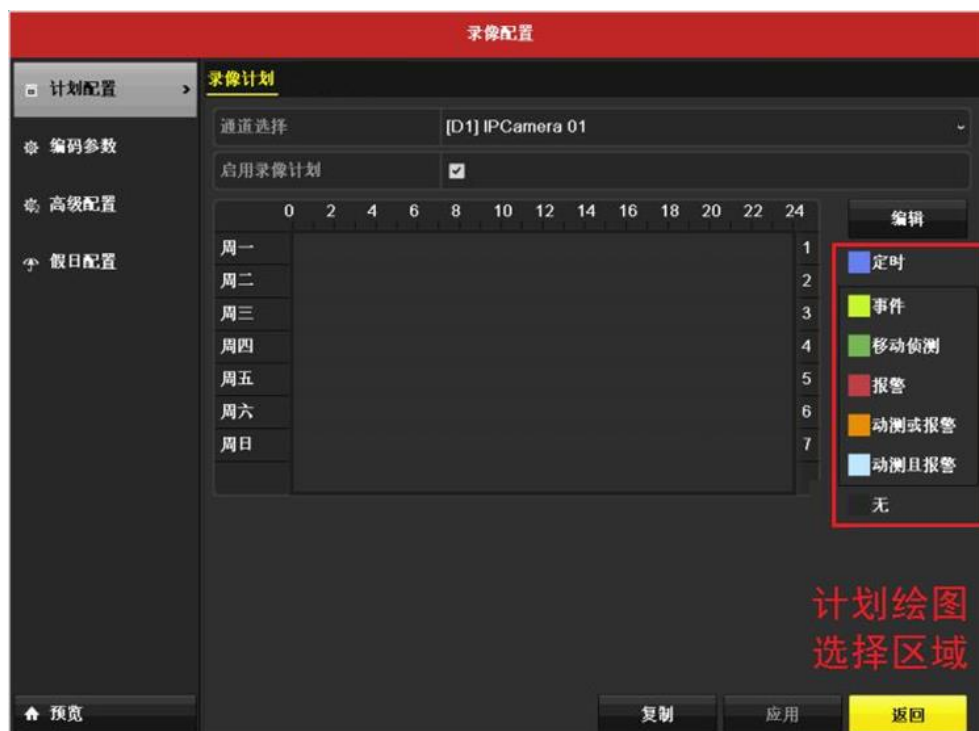 录像配置
计划配置 >
编码参数
高级配置
假日配置
预览
录像计划
通道选择 [D1] IPCamera 01
启用录像计划
0 2 4 6 8 10 12 14 16 18 20 22 24
周一 1
周二 2
周三 3
周四 4
周五 5
周六 6
周日 7
编辑
定时
事件
移动侦测
报警
动测或报警
动测且报警
无
计划绘图
选择区域
复制 应用 返回